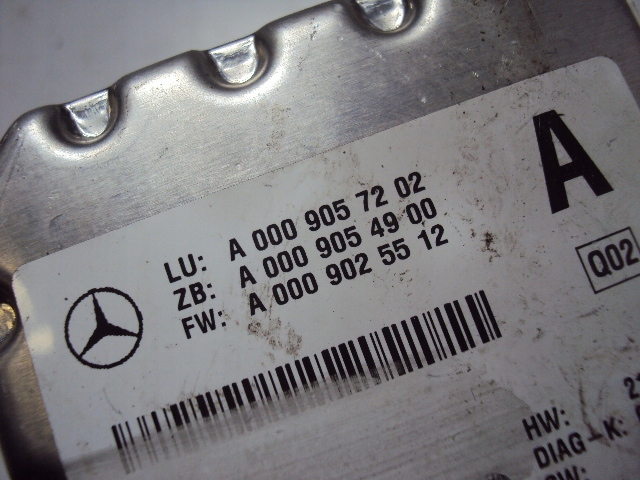 A
LU: A 000 905 72 02
ZB: A 000 905 49 00
FW: A 000 902 55 12
Q02
HW:
DIAG-K: